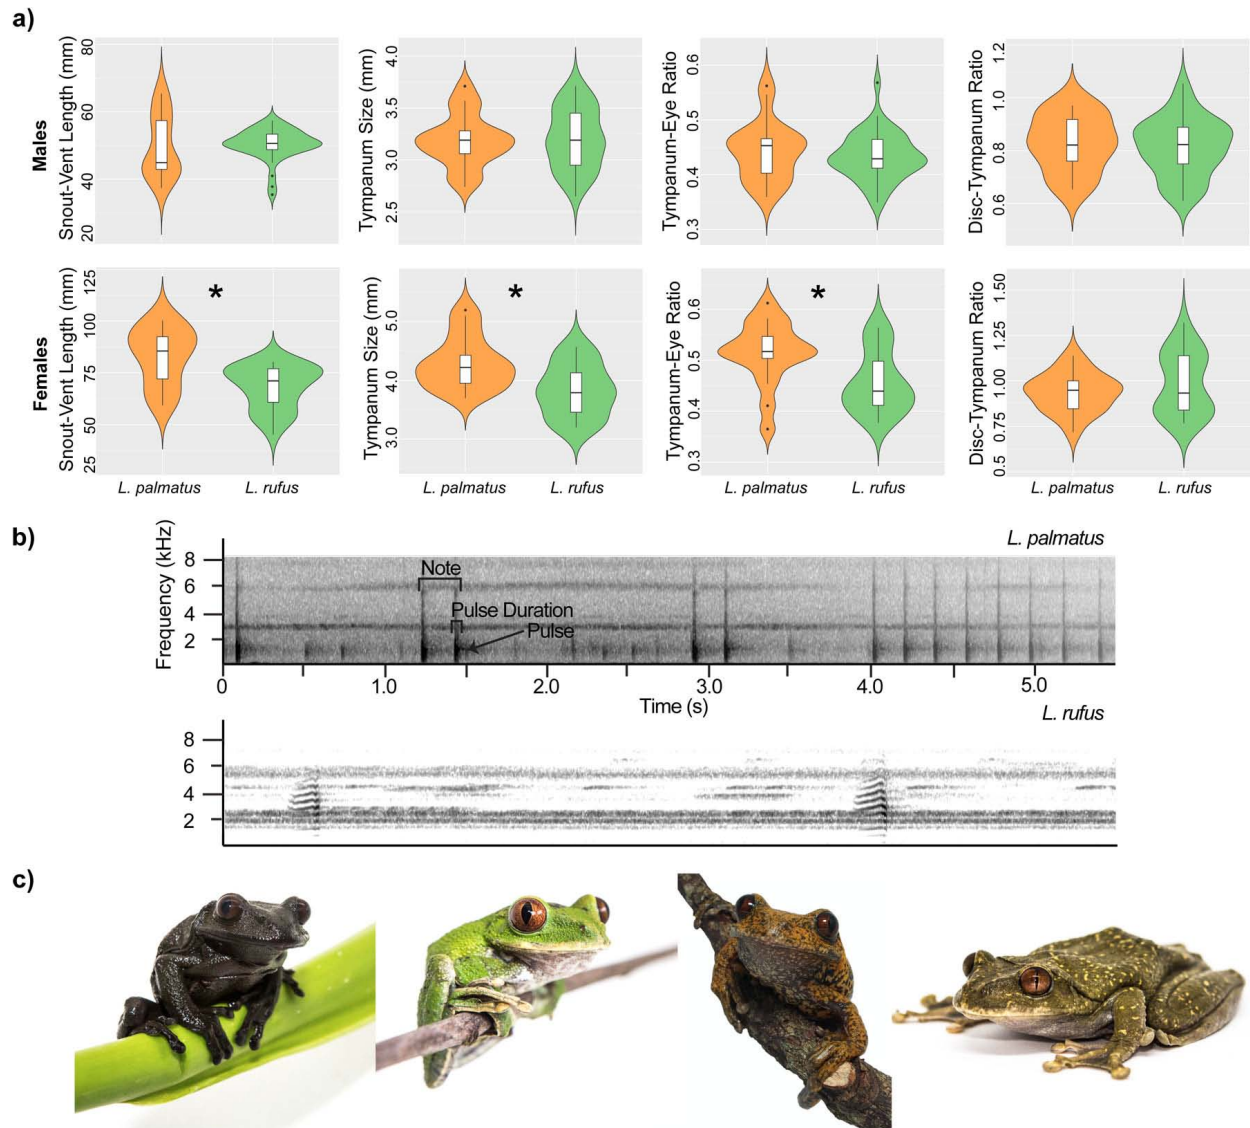 a)
Males
Snout-Vent Length (mm)
80
60
40
20
Tympanum Size (mm)
4.0
3.5
3.0
2.5
Tympanum-Eye Ratio
0.6
0.5
0.4
0.3
Disc-Tympanum Ratio
1.2
1.0
0.8
0.6
Females
Snout-Vent Length (mm)
125
100
75
50
25
*
Tympanum Size (mm)
5.0
4.0
3.0
*
Tympanum-Eye Ratio
0.6
0.5
0.4
0.3
*
Disc-Tympanum Ratio
1.50
1.25
1.00
0.75
0.5
L. palmatus L. rufus
L. palmatus L. rufus
L. palmatus L. rufus
L. palmatus L. rufus
b)
Frequency (kHz)
L. palmatus
8
6
4
2
Note
Pulse Duration
Pulse
0 1.0 2.0 3.0 4.0 5.0
Time (s)
L. rufus
8
6
4
2
c)